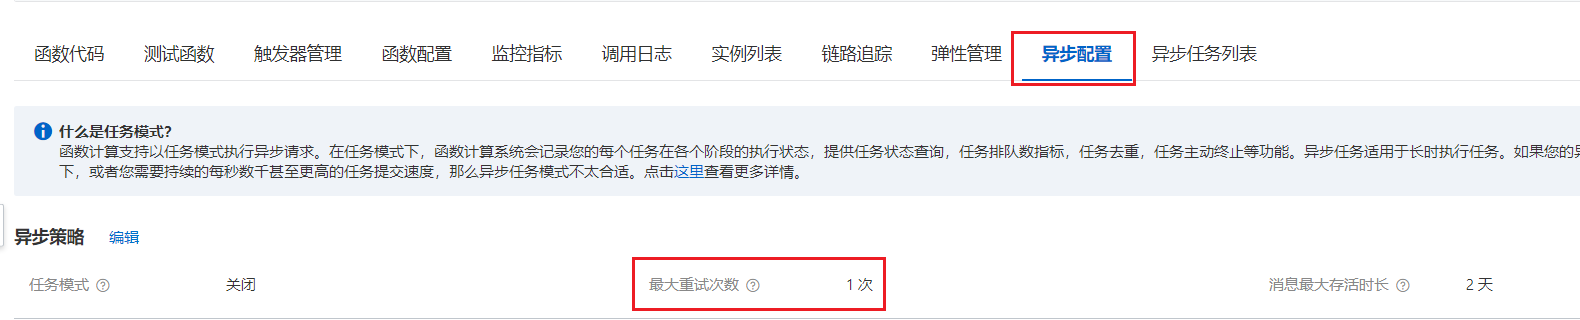 函数代码 测试函数 触发器管理 函数配置 监控指标 调用日志 实例列表 链路追踪 弹性管理 异步配置 异步任务列表
什么是任务模式?
函数计算支持以任务模式执行异步请求。在任务模式下，函数计算系统会记录您的每个任务在各个阶段的执行状态，提供任务状态查询，任务排队数指标，任务去重，任务主动终止等功能。异步任务适用于长时执行任务。如果您的
下，或者您需要持续的每秒数千甚至更高的任务提交速度，那么异步任务模式不太合适。点击这里查看更多详情。
异步策略 编辑
任务模式 关闭 最大重试次数 1 次 消息最大存活时长 2 天